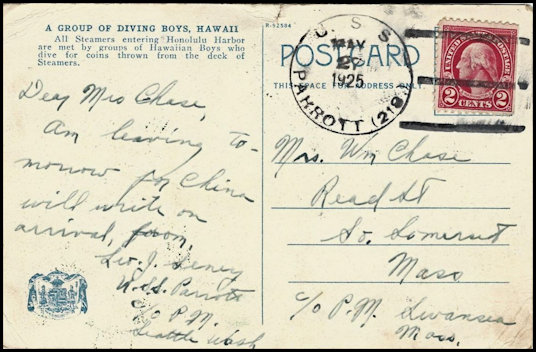 A GROUP OF DIVING BOYS, HAWAII
All Steamers entering Honolulu Harbor
are met by groups of Hawaiian Boys who
dive for coins thrown from the deck of
Steamers.
Dear Mrs Chase,
Am leaving to-
morrow for China
will write on
arrival,
Leo. J.
U.S.S. Parrott
c/o P.M.
Seattle Wash
R-92584
POSTCARD
THIS SPACE FOR ADDRESS ONLY.
U.S.S.
MAY
1925
PARROTT (218)
UNITED STATES POSTAGE
2 CENTS 2
Mrs. Wm Chase
Read St
So. Somerset
Mass
c/o P.M. Swansea
Mass.